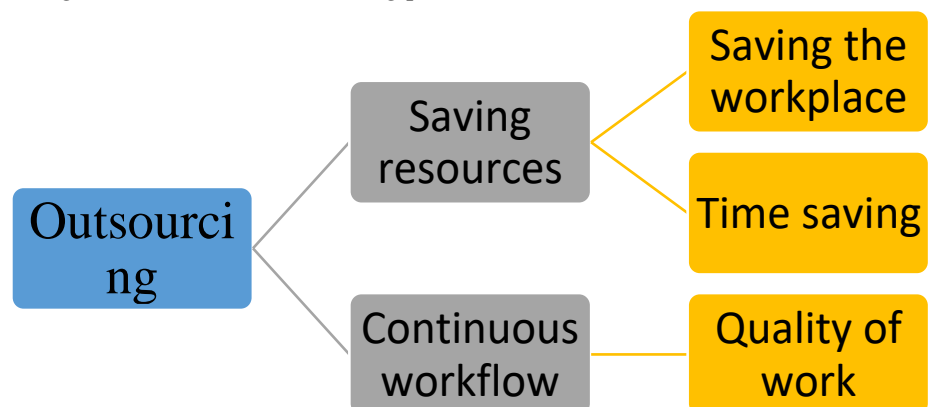 Outsourci
ng
Saving
resources
Continuous
workflow
Saving the
workplace
Time saving
Quality of
work